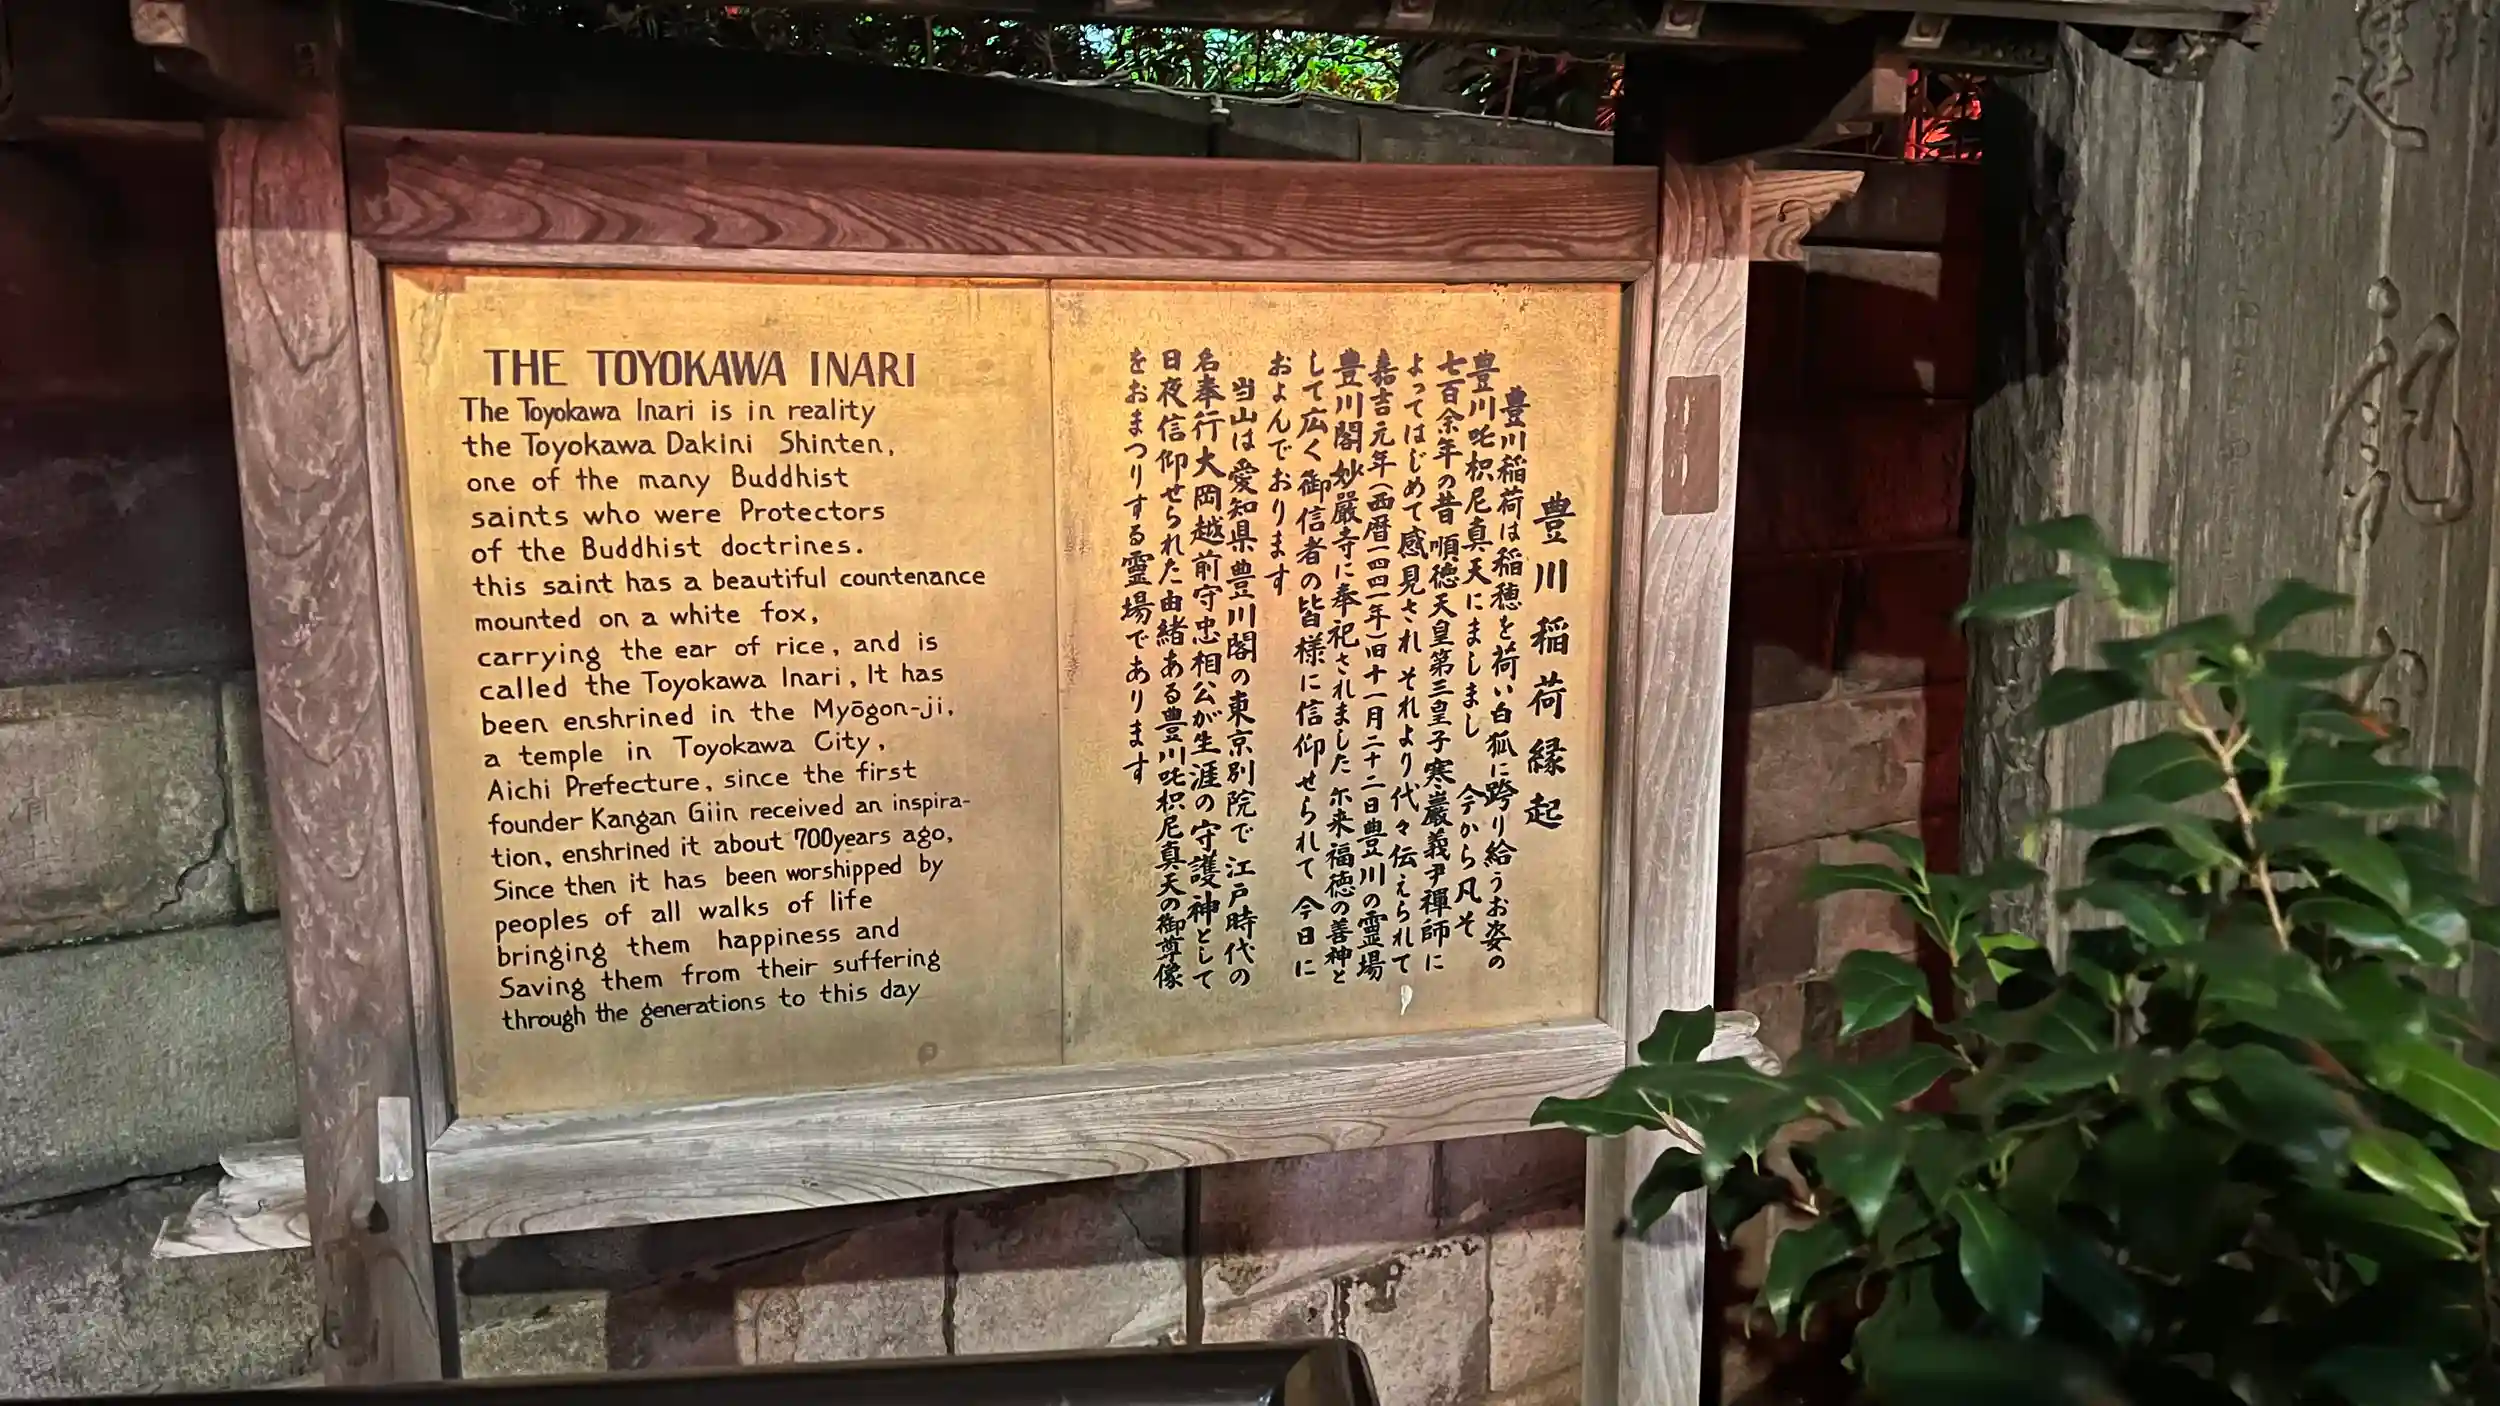 THE TOYOKAWA INARI
The Toyokawa Inari is in reality
the Toyokawa Dakini Shinten,
one of the many Buddhist
saints who were Protectors
of the Buddhist doctrines.
this saint has a beautiful countenance
mounted on a white fox,
carrying the ear of rice, and is
called the Toyokawa Inari, It has
been enshrined in the Myōgon-ji,
a temple in Toyokawa City,
Aichi Prefecture, since the first
founder Kangan Giin received an inspira-
tion, enshrined it about 700years ago,
Since then it has been worshipped by
peoples of all walks of life
bringing them happiness and
Saving them from their suffering
through the generations to this day
豊川稲荷縁起
豊川稲荷は稲穂を荷い白狐に跨り給うお姿の
豊川吒枳尼真天にましまし 今から凡そ
七百余年の昔順徳天皇第三皇子寒巖義尹禪師に
よってはじめて感見されそれより代々伝えられて
嘉吉元年(西暦一四四一年)旧十一月二十二日豊川の霊場
豊川閣妙嚴寺に奉祀されました尓来福徳の善神と
して広く御信者の皆様に信仰せられて今日に
およんでおります
当山は愛知県豊川閣の東京別院で江戸時代の
名奉行大岡越前守忠相公が生涯の守護神として
日夜信仰せられた由緒ある豊川吒枳尼真天の御尊像
をおまつりする霊場であります